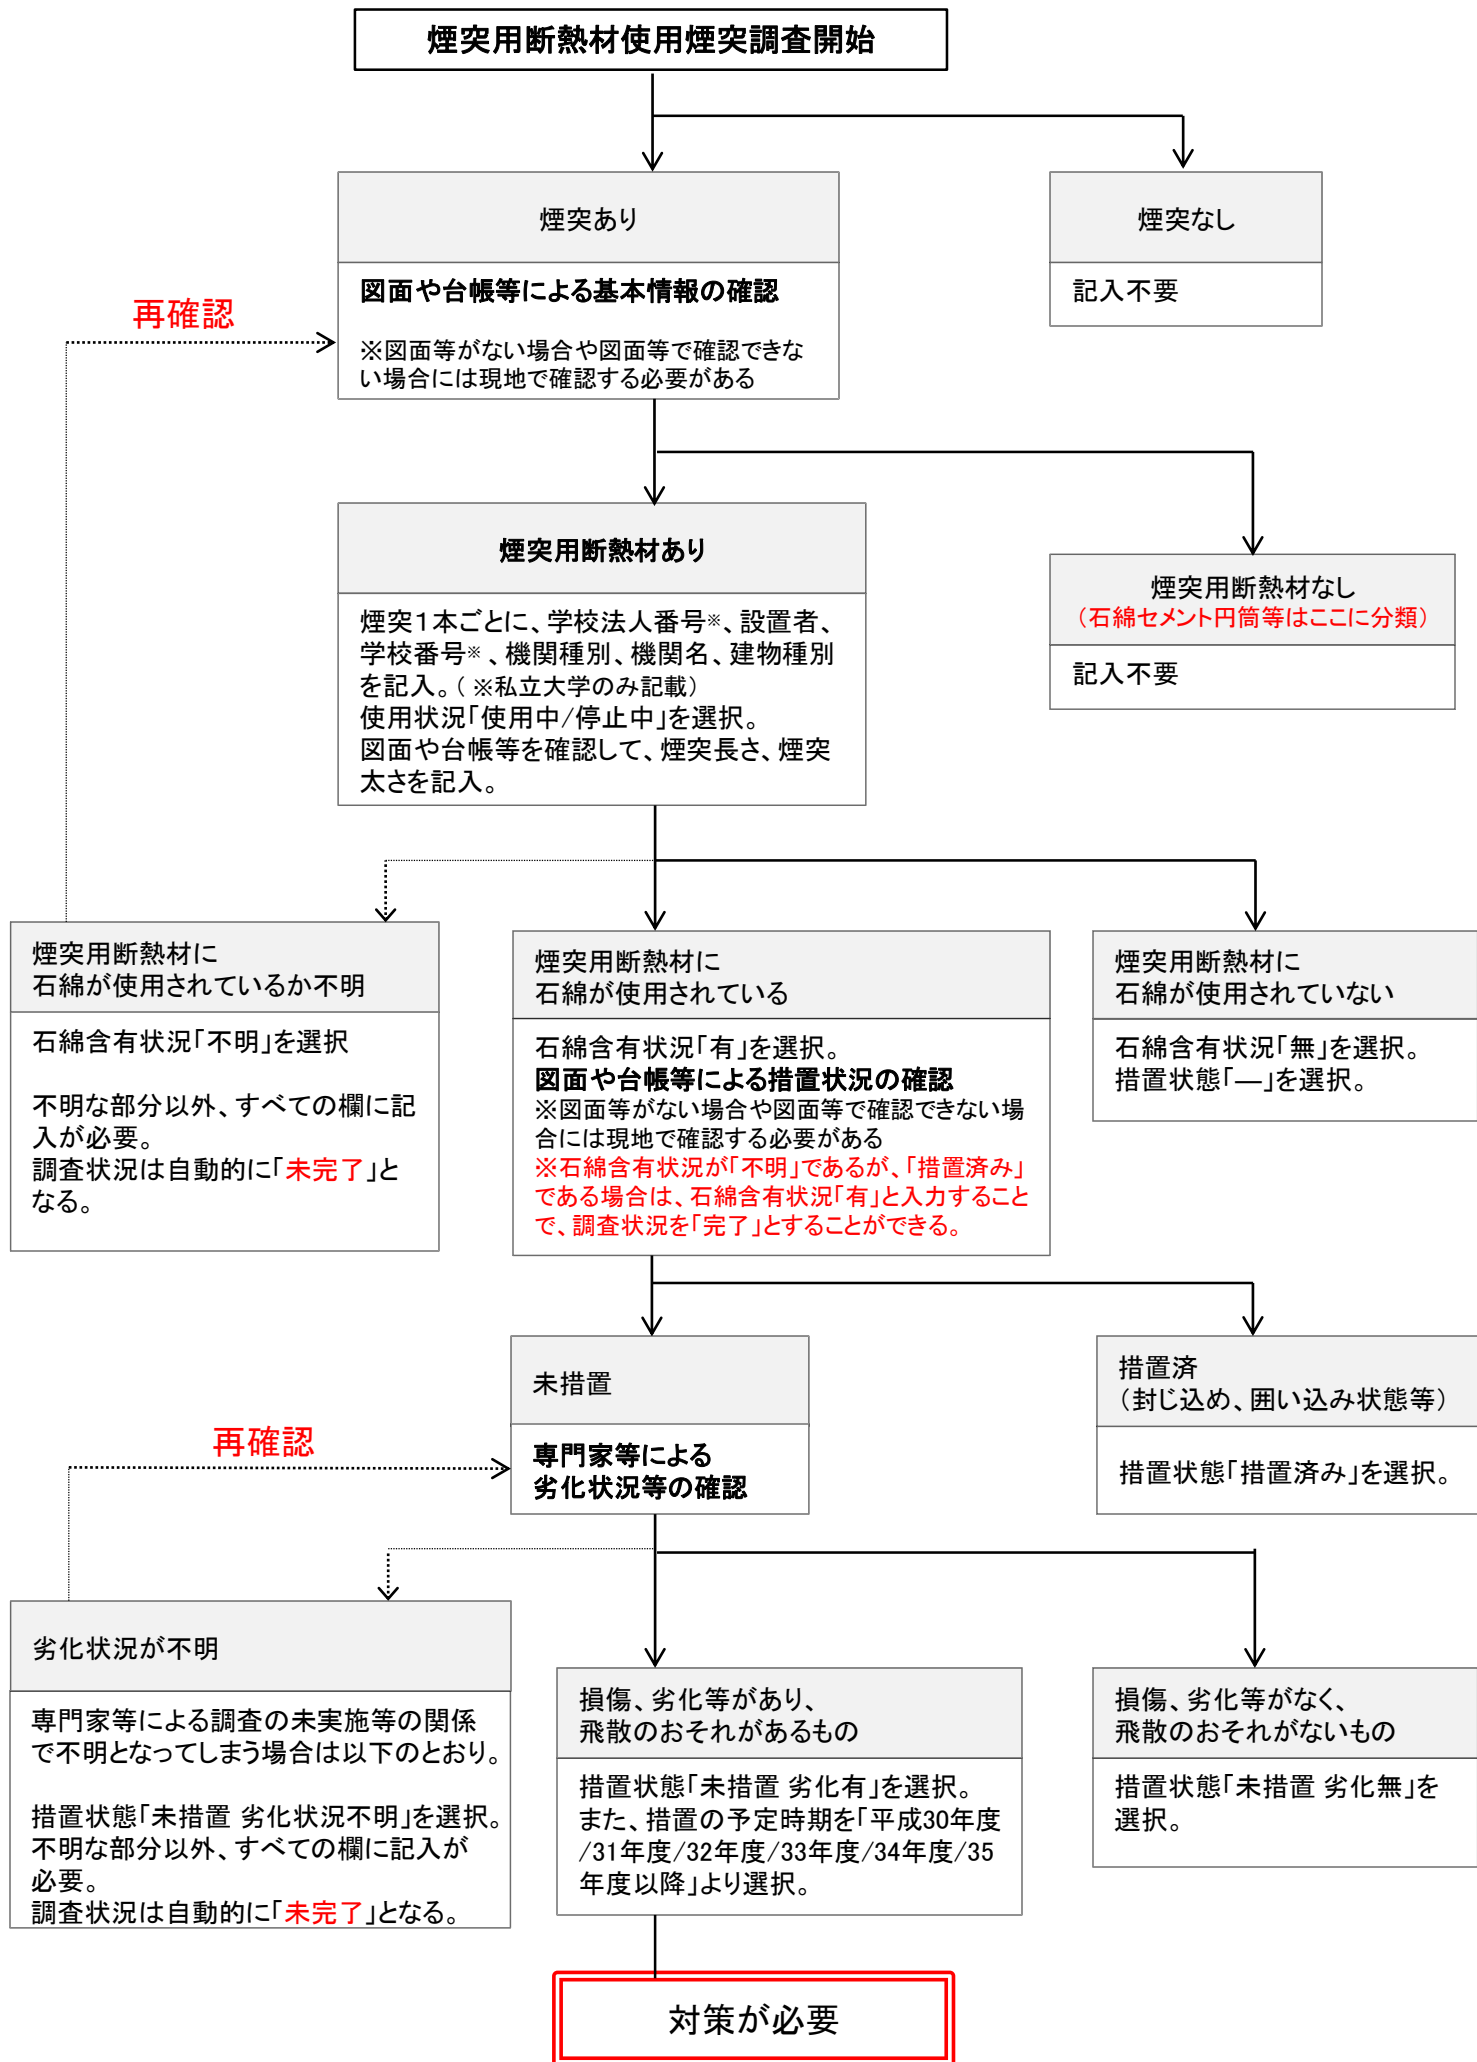 煙突用断熱材使用煙突調査開始
煙突あり
図面や台帳等による基本情報の確認
※図面等がない場合や図面等で確認できな
い場合には現地で確認する必要がある
煙突なし
記入不要
再確認
煙突用断熱材あり
煙突1本ごとに、学校法人番号※、設置者、
学校番号※、機関種別、機関名、建物種別
を記入。(※私立大学のみ記載)
使用状況「使用中/停止中」を選択。
図面や台帳等を確認して、煙突長さ、煙突
太さを記入。
煙突用断熱材なし
(石綿セメント円筒等はここに分類)
記入不要
煙突用断熱材に
石綿が使用されているか不明
石綿含有状況「不明」を選択
不明な部分以外、すべての欄に記
入が必要。
調査状況は自動的に「未完了」と
なる。
煙突用断熱材に
石綿が使用されている
石綿含有状況「有」を選択。
図面や台帳等による措置状況の確認
※図面等がない場合や図面等で確認できない場
合には現地で確認する必要がある
※石綿含有状況が「不明」であるが、「措置済み」
である場合は、石綿含有状況「有」と入力すること
で、調査状況を「完了」とすることができる。
煙突用断熱材に
石綿が使用されていない
石綿含有状況「無」を選択。
措置状態「―」を選択。
未措置
専門家等による
劣化状況等の確認
措置済
(封じ込め、囲い込み状態等)
措置状態「措置済み」を選択。
再確認
劣化状況が不明
専門家等による調査の未実施等の関係
で不明となってしまう場合は以下のとおり。
措置状態「未措置 劣化状況不明」を選択。
不明な部分以外、すべての欄に記入が
必要。
調査状況は自動的に「未完了」となる。
損傷、劣化等があり、
飛散のおそれがあるもの
措置状態「未措置 劣化有」を選択。
また、措置の予定時期を「平成30年度
/31年度/32年度/33年度/34年度/35
年度以降」より選択。
損傷、劣化等がなく、
飛散のおそれがないもの
措置状態「未措置 劣化無」を
選択。
対策が必要